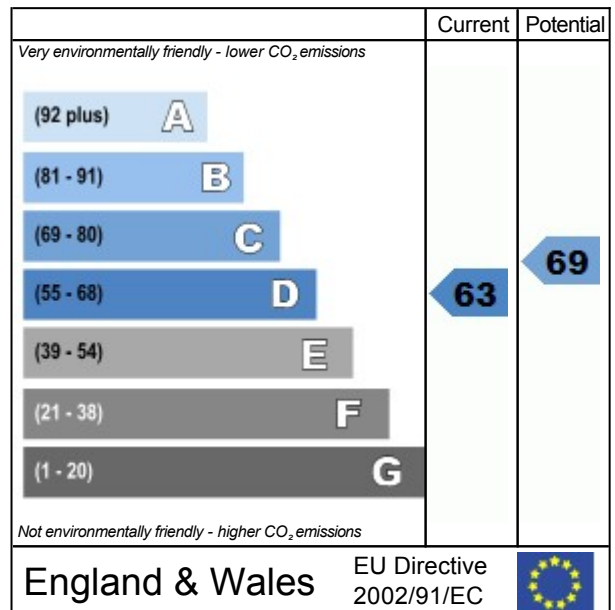 Current Potential
Very environmentally friendly - lower CO₂ emissions
(92 plus) A
(81 - 91) B
(69 - 80) C
(55 - 68) D
(39 - 54) E
(21 - 38) F
(1 - 20) G
63
69
Not environmentally friendly - higher CO₂ emissions
England & Wales
EU Directive
2002/91/EC